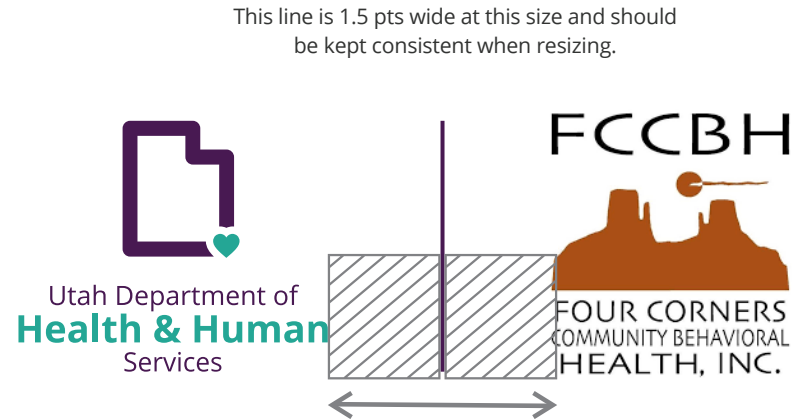 This line is 1.5 pts wide at this size and should
be kept consistent when resizing.
Utah Department of
Health & Human
Services
FCCBH
FOUR CORNERS
COMMUNITY BEHAVIORAL
HEALTH, INC.